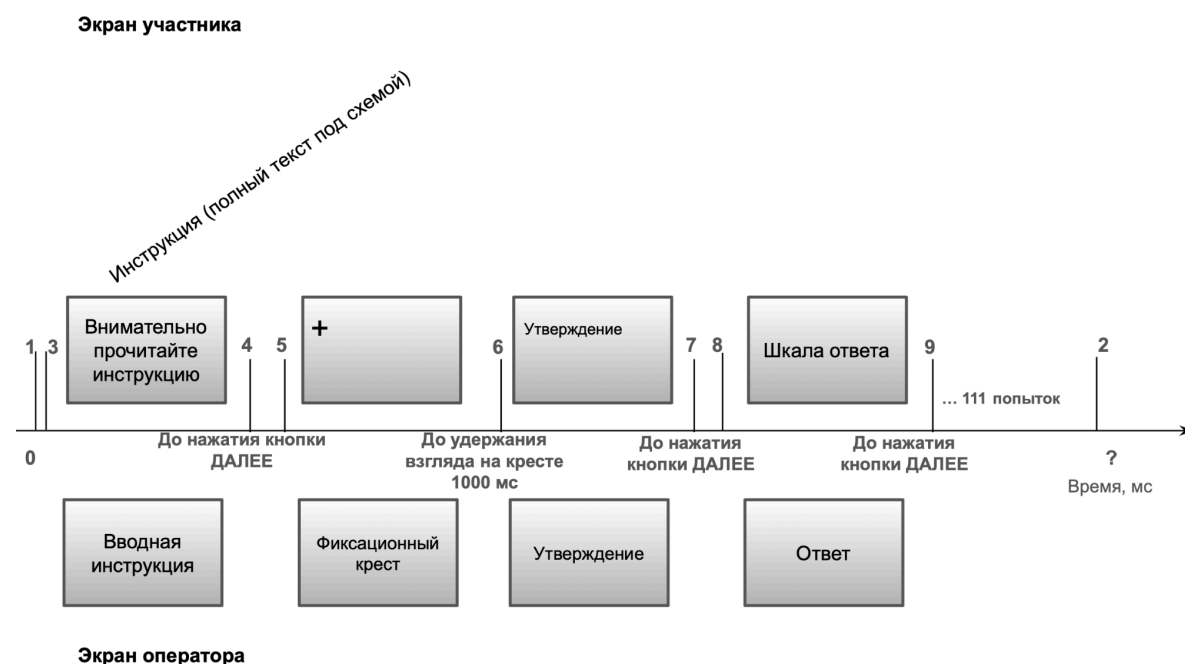 Экран участника
Инструкция (полный текст под схемой)
Внимательно
прочитайте
инструкцию
+
Утверждение
Шкала ответа
1 3 4 5 6 7 8 9 2
... 111 попыток
До нажатия кнопки
ДАЛЕЕ
До удержания
взгляда на кресте
1000 мс
До нажатия
кнопки ДАЛЕЕ
До нажатия
кнопки ДАЛЕЕ
0
?
Время, мс
Вводная
инструкция
Фиксационный
крест
Утверждение
Ответ
Экран оператора